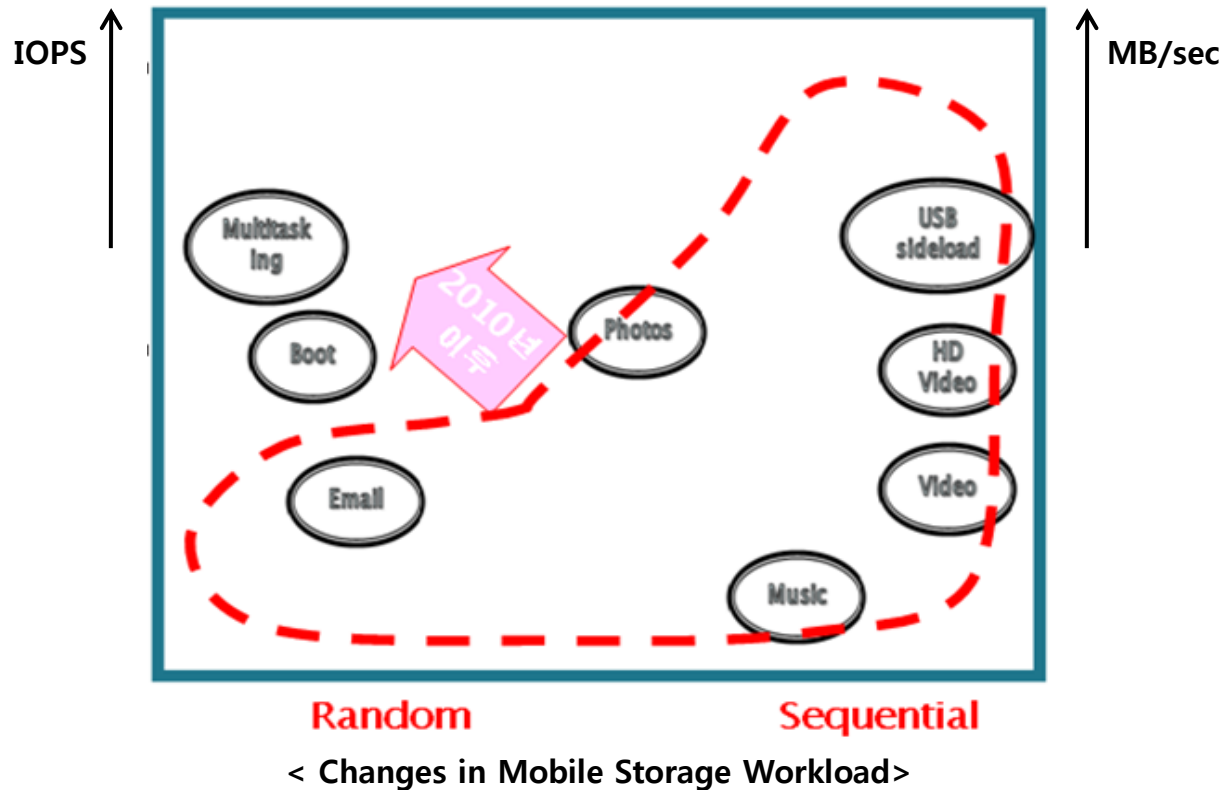 IOPS
MB/sec
Multitask
ing
USB
sideload
2010년
이후
Photos
Boot
HD
Video
Email
Video
Music
Random
Sequential
< Changes in Mobile Storage Workload>